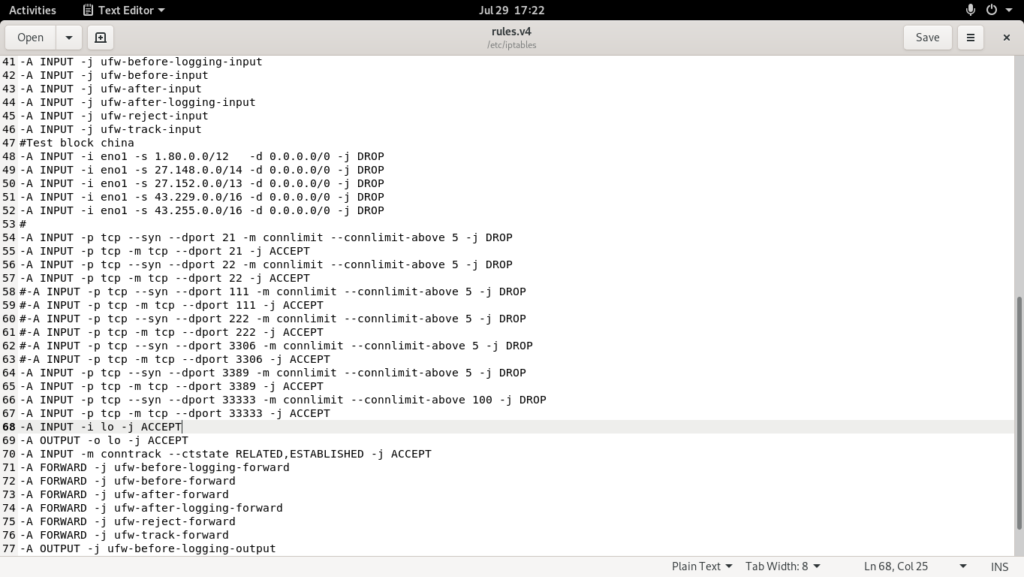 Activities Text Editor Jul 29 17:22
Open rules.v4 Save
/etc/iptables
41 -A INPUT -j ufw-before-logging-input
42 -A INPUT -j ufw-before-input
43 -A INPUT -j ufw-after-input
44 -A INPUT -j ufw-after-logging-input
45 -A INPUT -j ufw-reject-input
46 -A INPUT -j ufw-track-input
47 #Test block china
48 -A INPUT -i eno1 -s 1.80.0.0/12   -d 0.0.0.0/0 -j DROP
49 -A INPUT -i eno1 -s 27.148.0.0/14 -d 0.0.0.0/0 -j DROP
50 -A INPUT -i eno1 -s 27.152.0.0/13 -d 0.0.0.0/0 -j DROP
51 -A INPUT -i eno1 -s 43.229.0.0/16 -d 0.0.0.0/0 -j DROP
52 -A INPUT -i eno1 -s 43.255.0.0/16 -d 0.0.0.0/0 -j DROP
53 #
54 -A INPUT -p tcp --syn --dport 21 -m connlimit --connlimit-above 5 -j DROP
55 -A INPUT -p tcp -m tcp --dport 21 -j ACCEPT
56 -A INPUT -p tcp --syn --dport 22 -m connlimit --connlimit-above 5 -j DROP
57 -A INPUT -p tcp -m tcp --dport 22 -j ACCEPT
58 #-A INPUT -p tcp --syn --dport 111 -m connlimit --connlimit-above 5 -j DROP
59 #-A INPUT -p tcp -m tcp --dport 111 -j ACCEPT
60 #-A INPUT -p tcp --syn --dport 222 -m connlimit --connlimit-above 5 -j DROP
61 #-A INPUT -p tcp -m tcp --dport 222 -j ACCEPT
62 #-A INPUT -p tcp --syn --dport 3306 -m connlimit --connlimit-above 5 -j DROP
63 #-A INPUT -p tcp -m tcp --dport 3306 -j ACCEPT
64 -A INPUT -p tcp --syn --dport 3389 -m connlimit --connlimit-above 5 -j DROP
65 -A INPUT -p tcp -m tcp --dport 3389 -j ACCEPT
66 -A INPUT -p tcp --syn --dport 33333 -m connlimit --connlimit-above 100 -j DROP
67 -A INPUT -p tcp -m tcp --dport 33333 -j ACCEPT
68 -A INPUT -i lo -j ACCEPT
69 -A OUTPUT -o lo -j ACCEPT
70 -A INPUT -m conntrack --ctstate RELATED,ESTABLISHED -j ACCEPT
71 -A FORWARD -j ufw-before-logging-forward
72 -A FORWARD -j ufw-before-forward
73 -A FORWARD -j ufw-after-forward
74 -A FORWARD -j ufw-after-logging-forward
75 -A FORWARD -j ufw-reject-forward
76 -A FORWARD -j ufw-track-forward
77 -A OUTPUT -j ufw-before-logging-output
Plain Text Tab Width: 8 Ln 68, Col 25 INS